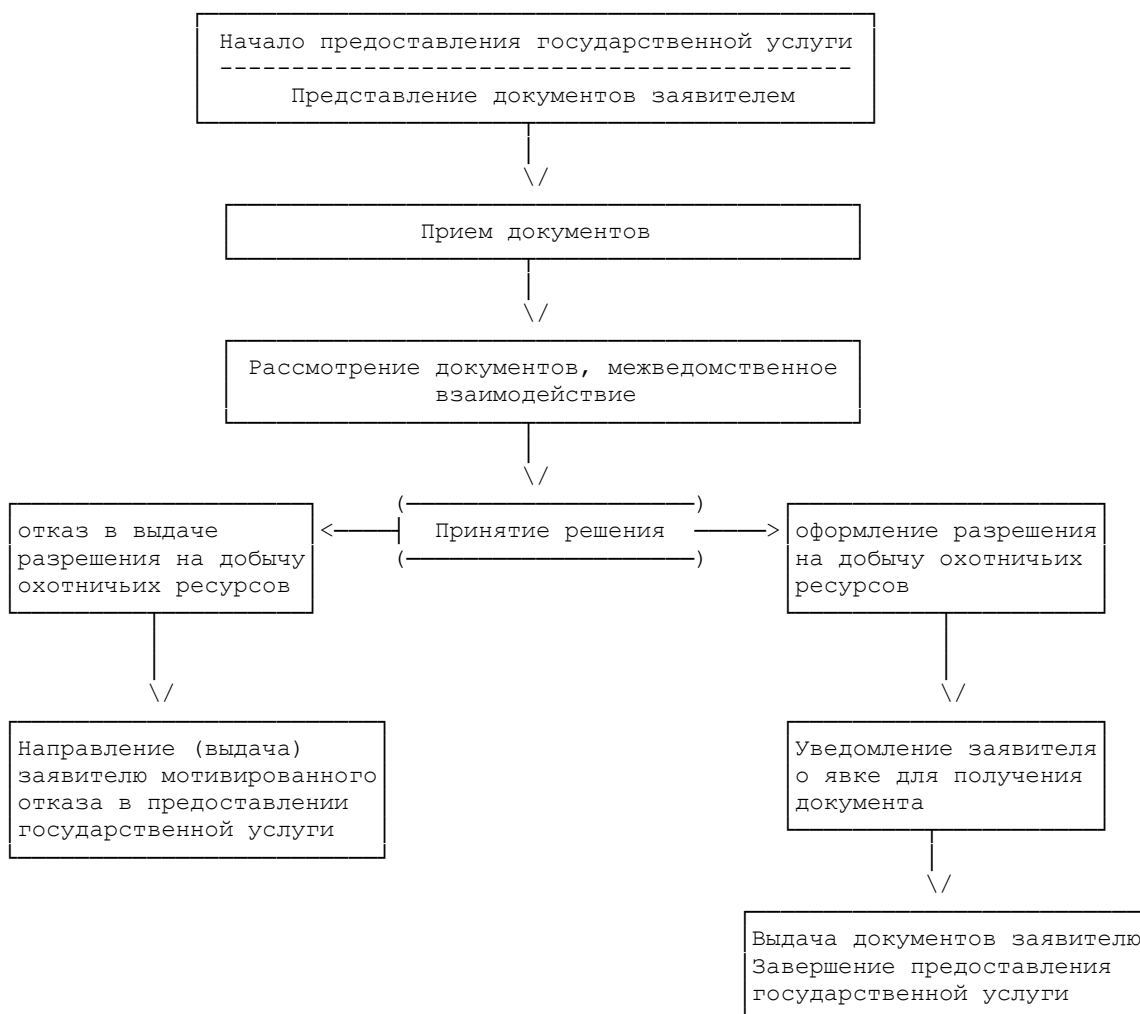 Начало предоставления государственной услуги
Представление документов заявителем
Прием документов
Рассмотрение документов, межведомственное
взаимодействие
Принятие решения
отказ в выдаче
разрешения на добычу
охотничьих ресурсов
оформление разрешения
на добычу охотничьих
ресурсов
Направление (выдача)
заявителю мотивированного
отказа в предоставлении
государственной услуги
Уведомление заявителя
о явке для получения
документа
Выдача документов заявителю
Завершение предоставления
государственной услуги